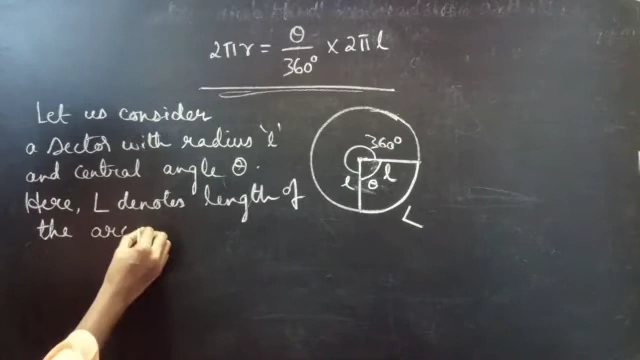 2πr = θ/360° × 2πl
Let us consider
a sector with radius 'l'
and central angle θ.
Here, L denotes length of
the arc
360°
l θ l
L